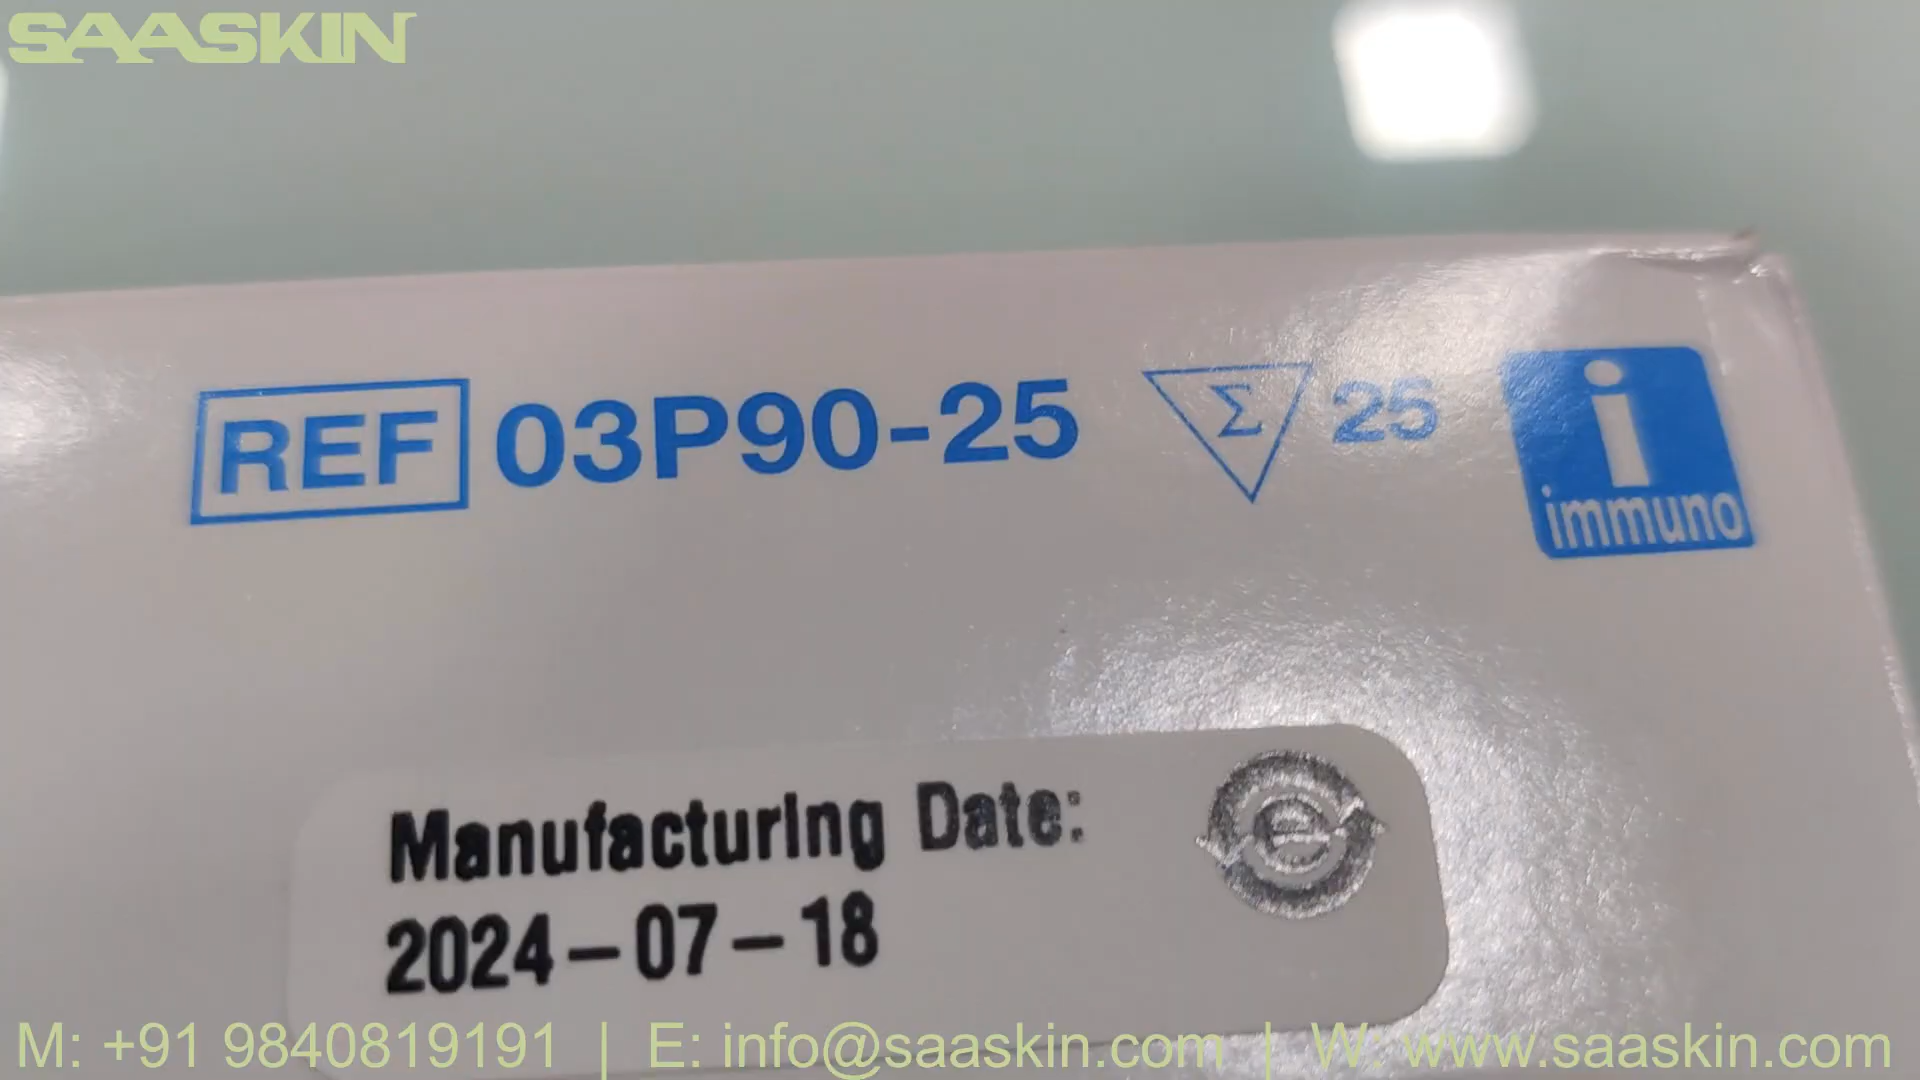 SAASKIN
REF 03P90-25 Σ 25 i
immuno
Manufacturing Date:
2024-07-18
e
M: +91 9840819191 | E: info@saaskin.com | W: www.saaskin.com